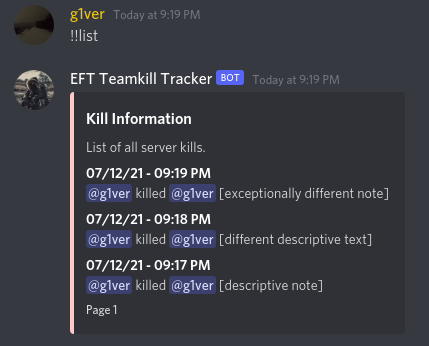 g1ver Today at 9:19 PM
!!list
EFT Teamkill Tracker BOT Today at 9:19 PM
Kill Information
List of all server kills.
07/12/21 - 09:19 PM
@g1ver killed @g1ver [exceptionally different note]
07/12/21 - 09:18 PM
@g1ver killed @g1ver [different descriptive text]
07/12/21 - 09:17 PM
@g1ver killed @g1ver [descriptive note]
Page 1